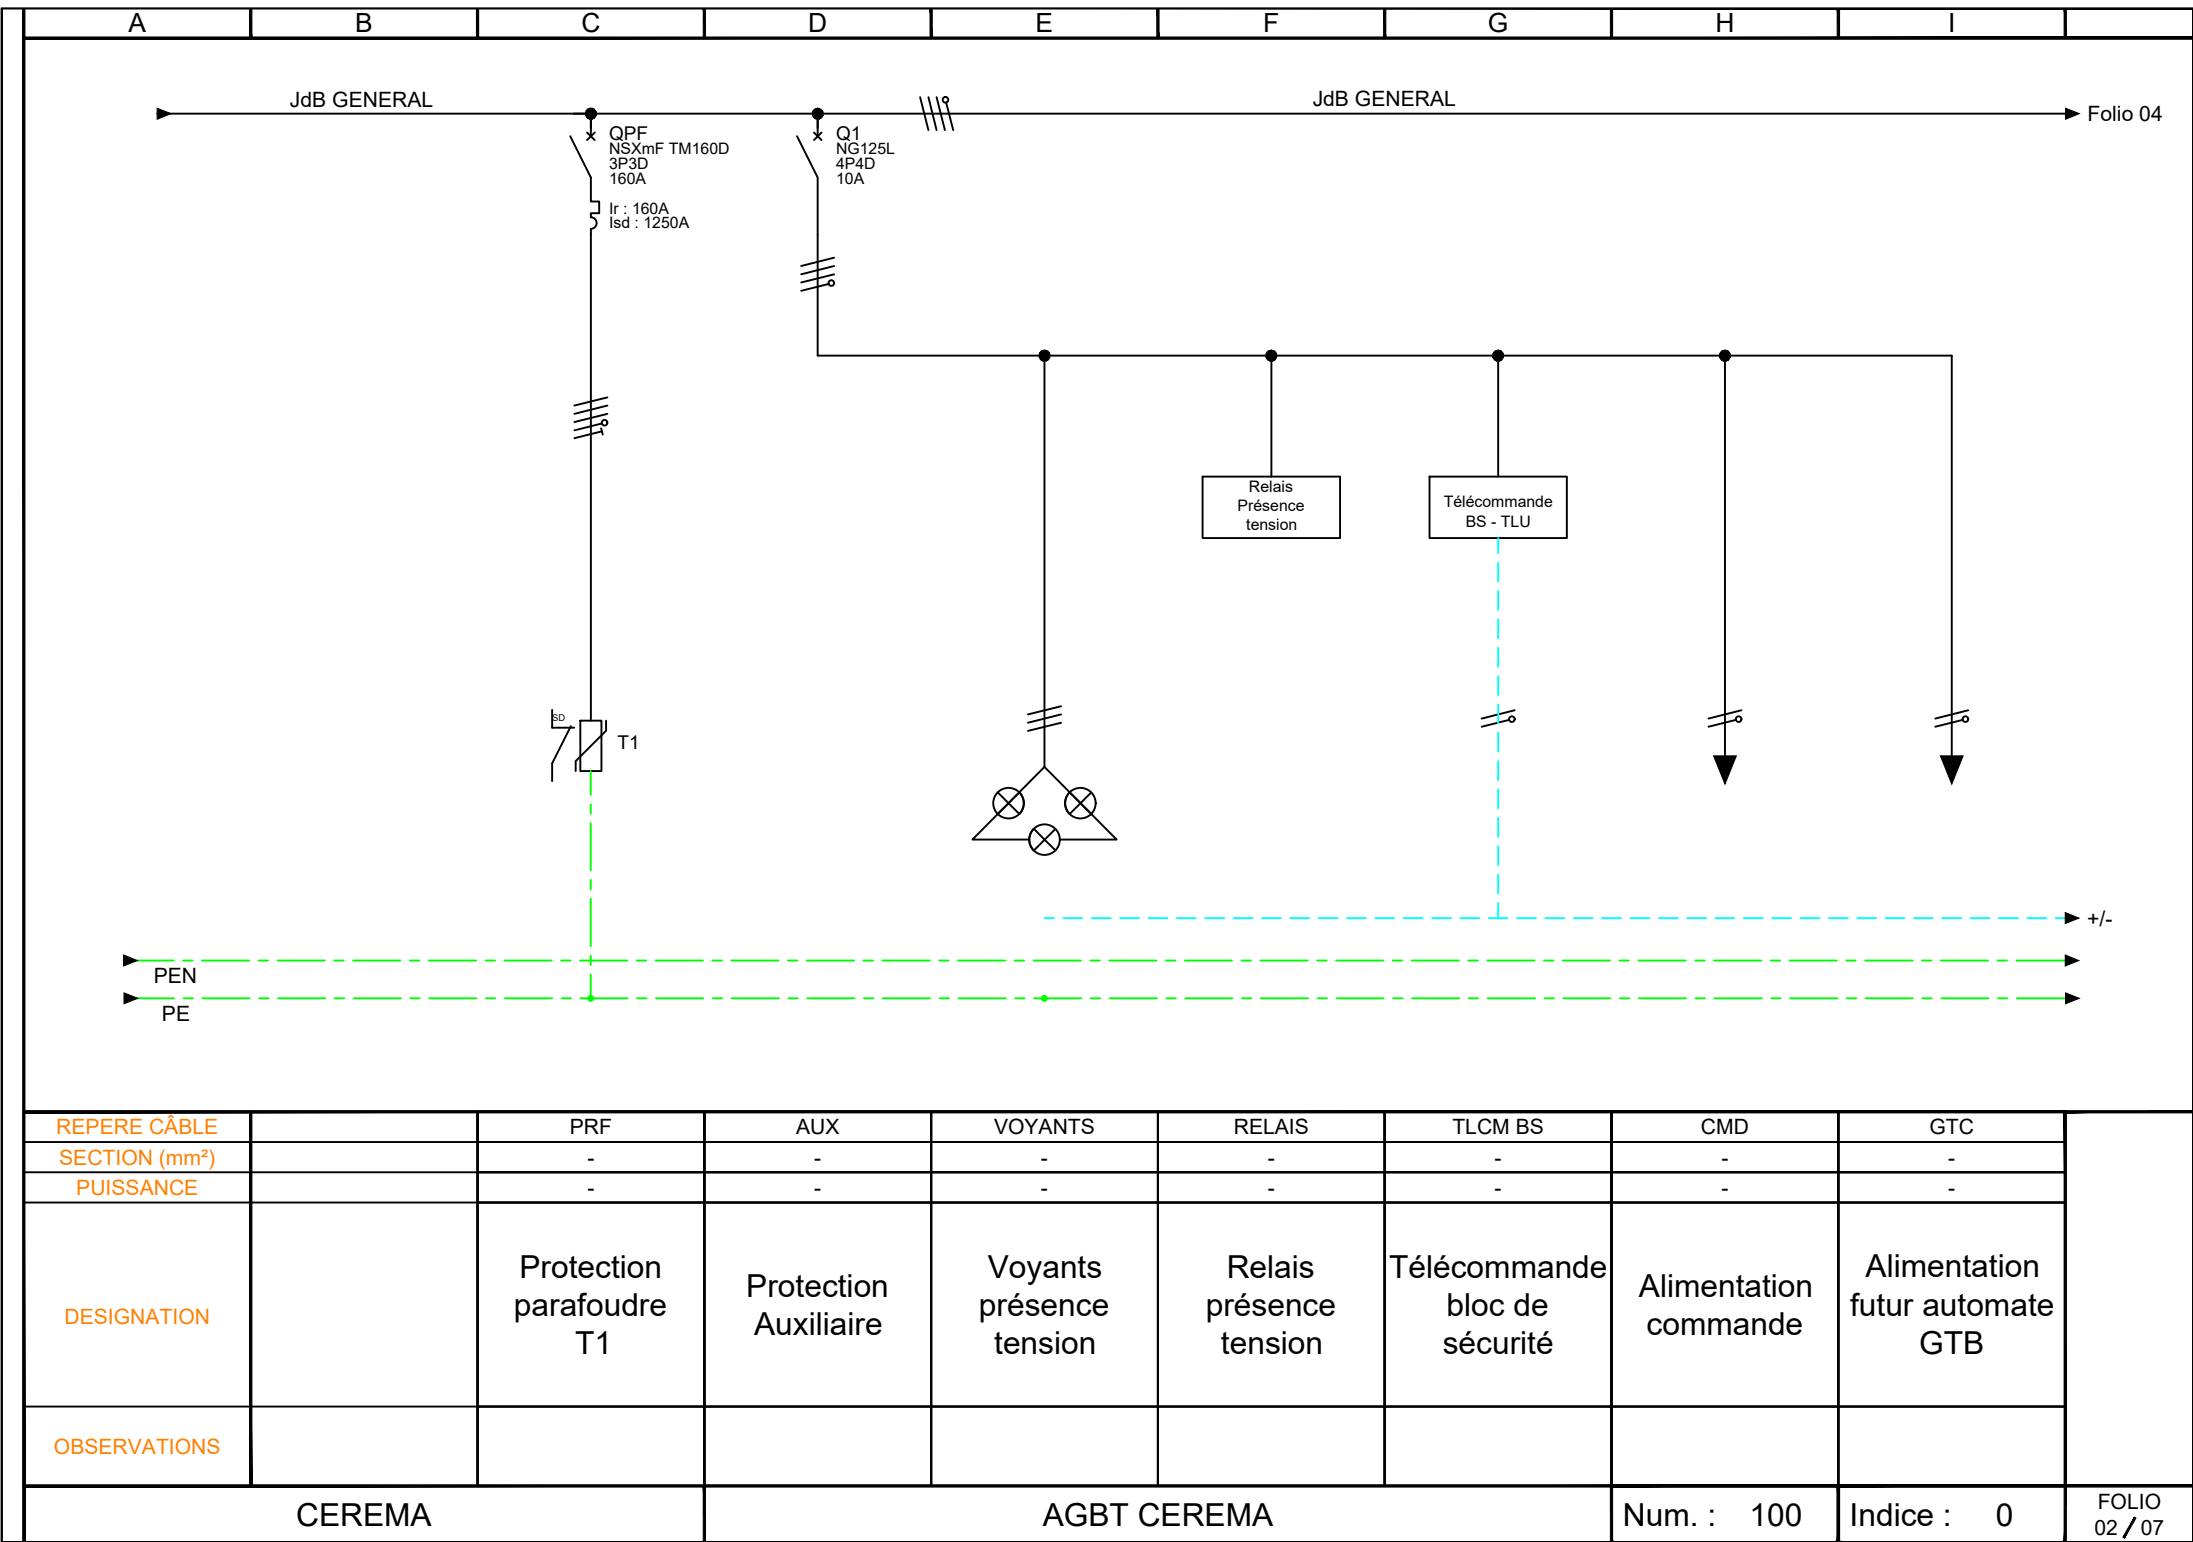 A B C D E F G H I
JdB GENERAL
JdB GENERAL
Folio 04
QPF
NSXmF TM160D
3P3D
160A
Ir : 160A
Isd : 1250A
Q1
NG125L
4P4D
10A
Relais
Présence
tension
Télécommande
BS - TLU
SD
T1
+/-
PEN
PE
REPERE CÂBLE PRF AUX VOYANTS RELAIS TLCM BS CMD GTC
SECTION (mm²) - - - - - - -
PUISSANCE - - - - - - -
DESIGNATION
Protection
parafoudre
T1
Protection
Auxiliaire
Voyants
présence
tension
Relais
présence
tension
Télécommande
bloc de
sécurité
Alimentation
commande
Alimentation
futur automate
GTB
OBSERVATIONS
CEREMA
AGBT CEREMA
Num. : 100
Indice : 0
FOLIO
02 / 07